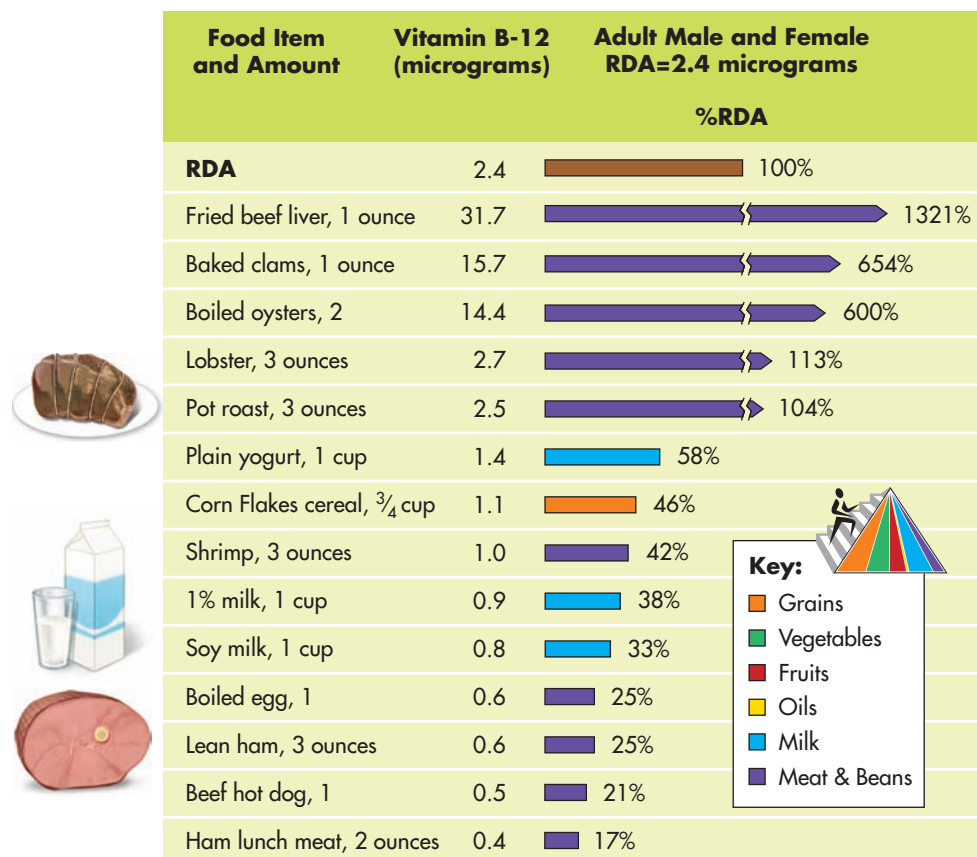 Food Item
and Amount
Vitamin B-12
(micrograms)
Adult Male and Female
RDA=2.4 micrograms
%RDA
RDA 2.4 100%
Fried beef liver, 1 ounce 31.7 1321%
Baked clams, 1 ounce 15.7 654%
Boiled oysters, 2 14.4 600%
Lobster, 3 ounces 2.7 113%
Pot roast, 3 ounces 2.5 104%
Plain yogurt, 1 cup 1.4 58%
Corn Flakes cereal, ¾ cup 1.1 46%
Shrimp, 3 ounces 1.0 42%
1% milk, 1 cup 0.9 38%
Soy milk, 1 cup 0.8 33%
Boiled egg, 1 0.6 25%
Lean ham, 3 ounces 0.6 25%
Beef hot dog, 1 0.5 21%
Ham lunch meat, 2 ounces 0.4 17%
Key:
Grains
Vegetables
Fruits
Oils
Milk
Meat & Beans